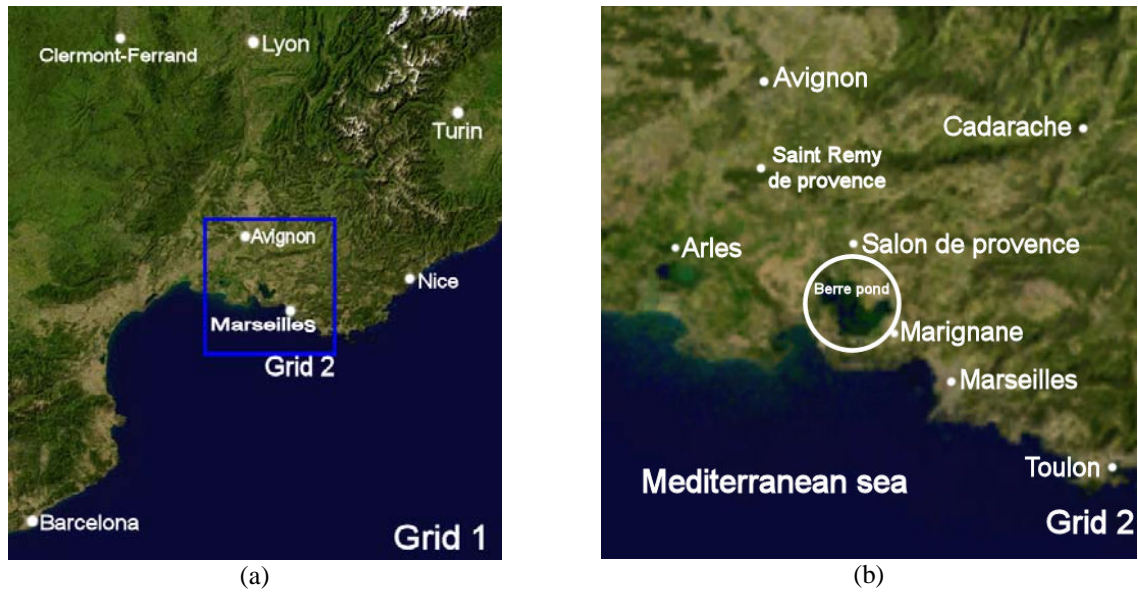 Clermont-Ferrand
Lyon
Turin
Avignon
Nice
Marseilles
Grid 2
Barcelona
Grid 1
(a)
Avignon
Cadarache
Saint Remy
de provence
Arles
Salon de provence
Berre pond
Marignane
Marseilles
Toulon
Mediterranean sea
Grid 2
(b)